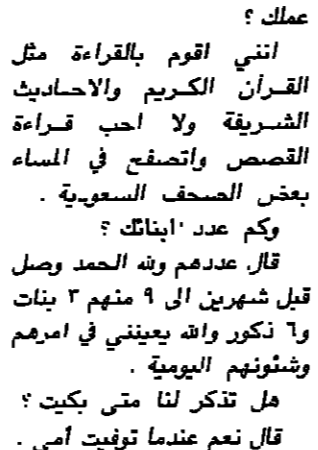 عملك ؟
انني اقوم بالقراءة مثل
القرأن الكريم والاحاديث
الشريفة ولا احب قراءة
القصص واتصفح في المساء
بعض الصحف السعودية .
وكم عدد ابنائك ؟
قال عددهم ولله الحمد وصل
قبل شهرين الى ٩ منهم ٣ بنات
و٦ ذكور والله يعينني في امرهم
وشئونهم اليومية .
هل تذكر لنا متى بكيت ؟
قال نعم عندما توفيت أمي .